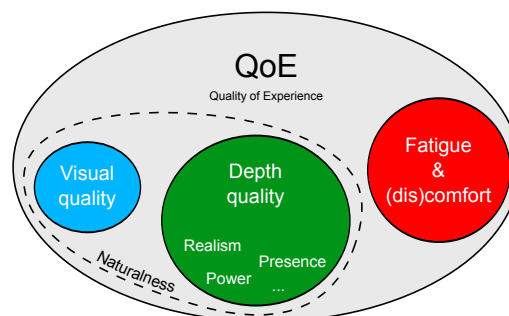 QoE
Quality of Experience
Visual
quality
Depth
quality
Realism
Presence
Power
...
Naturalness
Fatigue
&
(dis)comfort